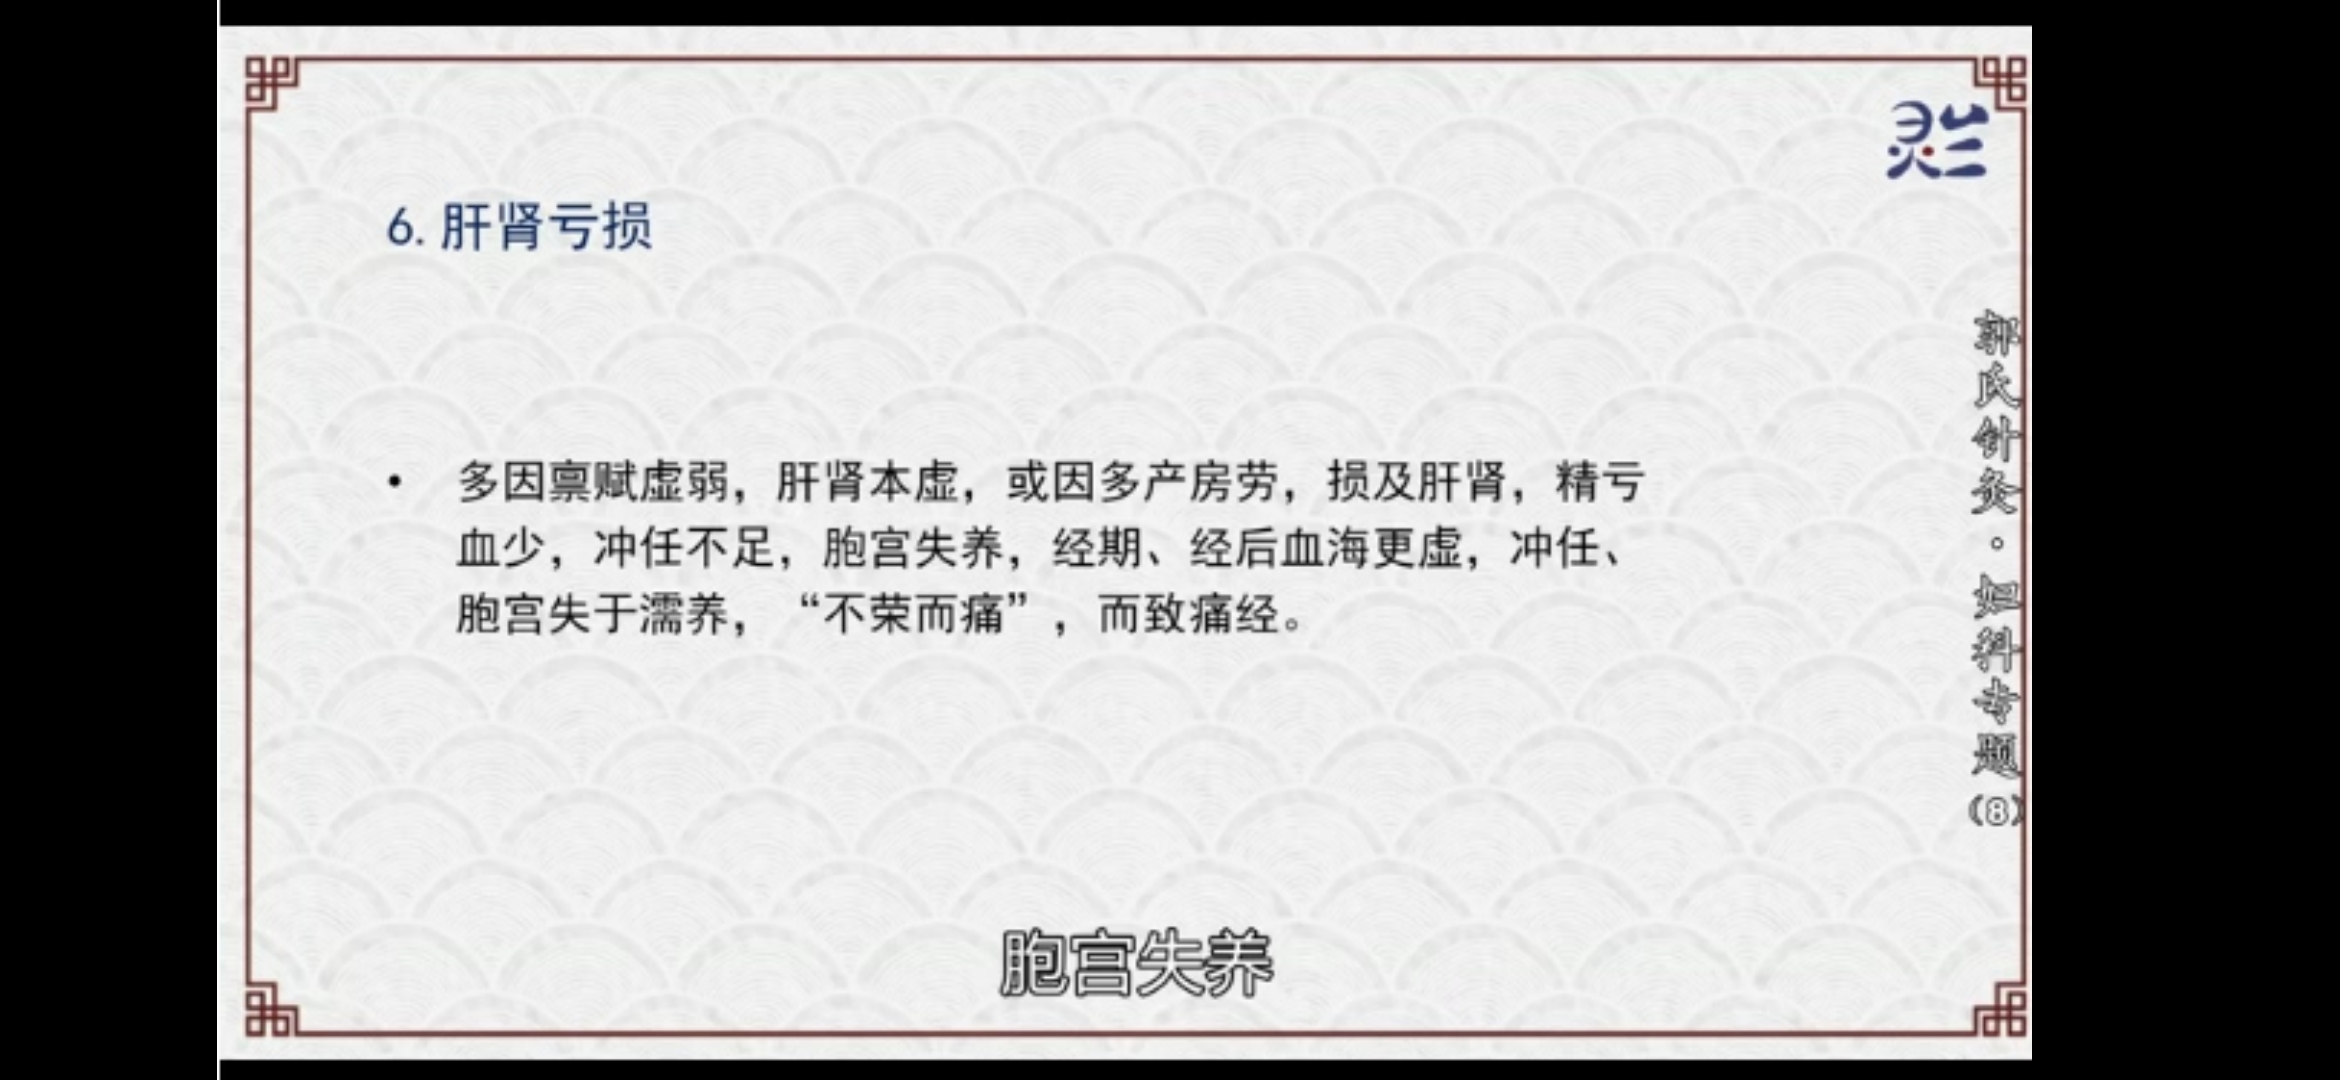 灵兰
6.肝肾亏损
• 多因禀赋虚弱，肝肾本虚，或因多产房劳，损及肝肾，精亏
血少，冲任不足，胞宫失养，经期、经后血海更虚，冲任、
胞宫失于濡养，“不荣而痛”，而致痛经。
郭氏针灸·妇科专题(8)
胞宫失养